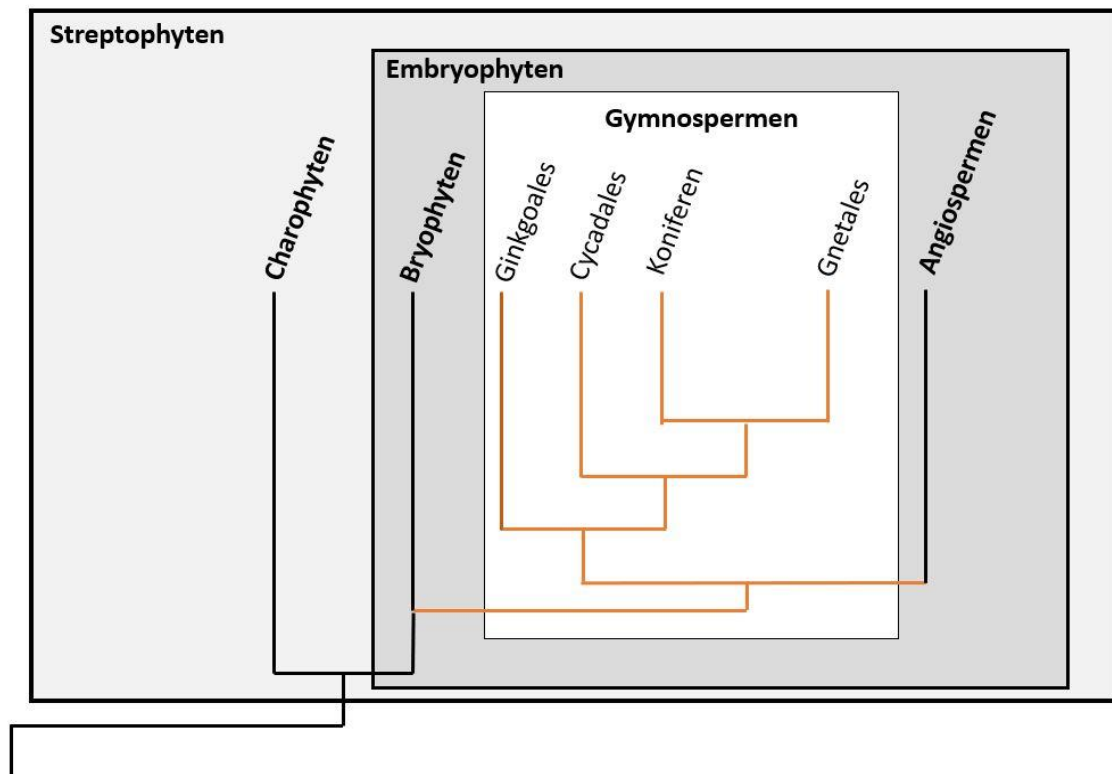 Streptophyten
Embryophyten
Gymnospermen
Charophyten
Bryophyten
Ginkgoales
Cycadales
Koniferen
Gnetales
Angiospermen